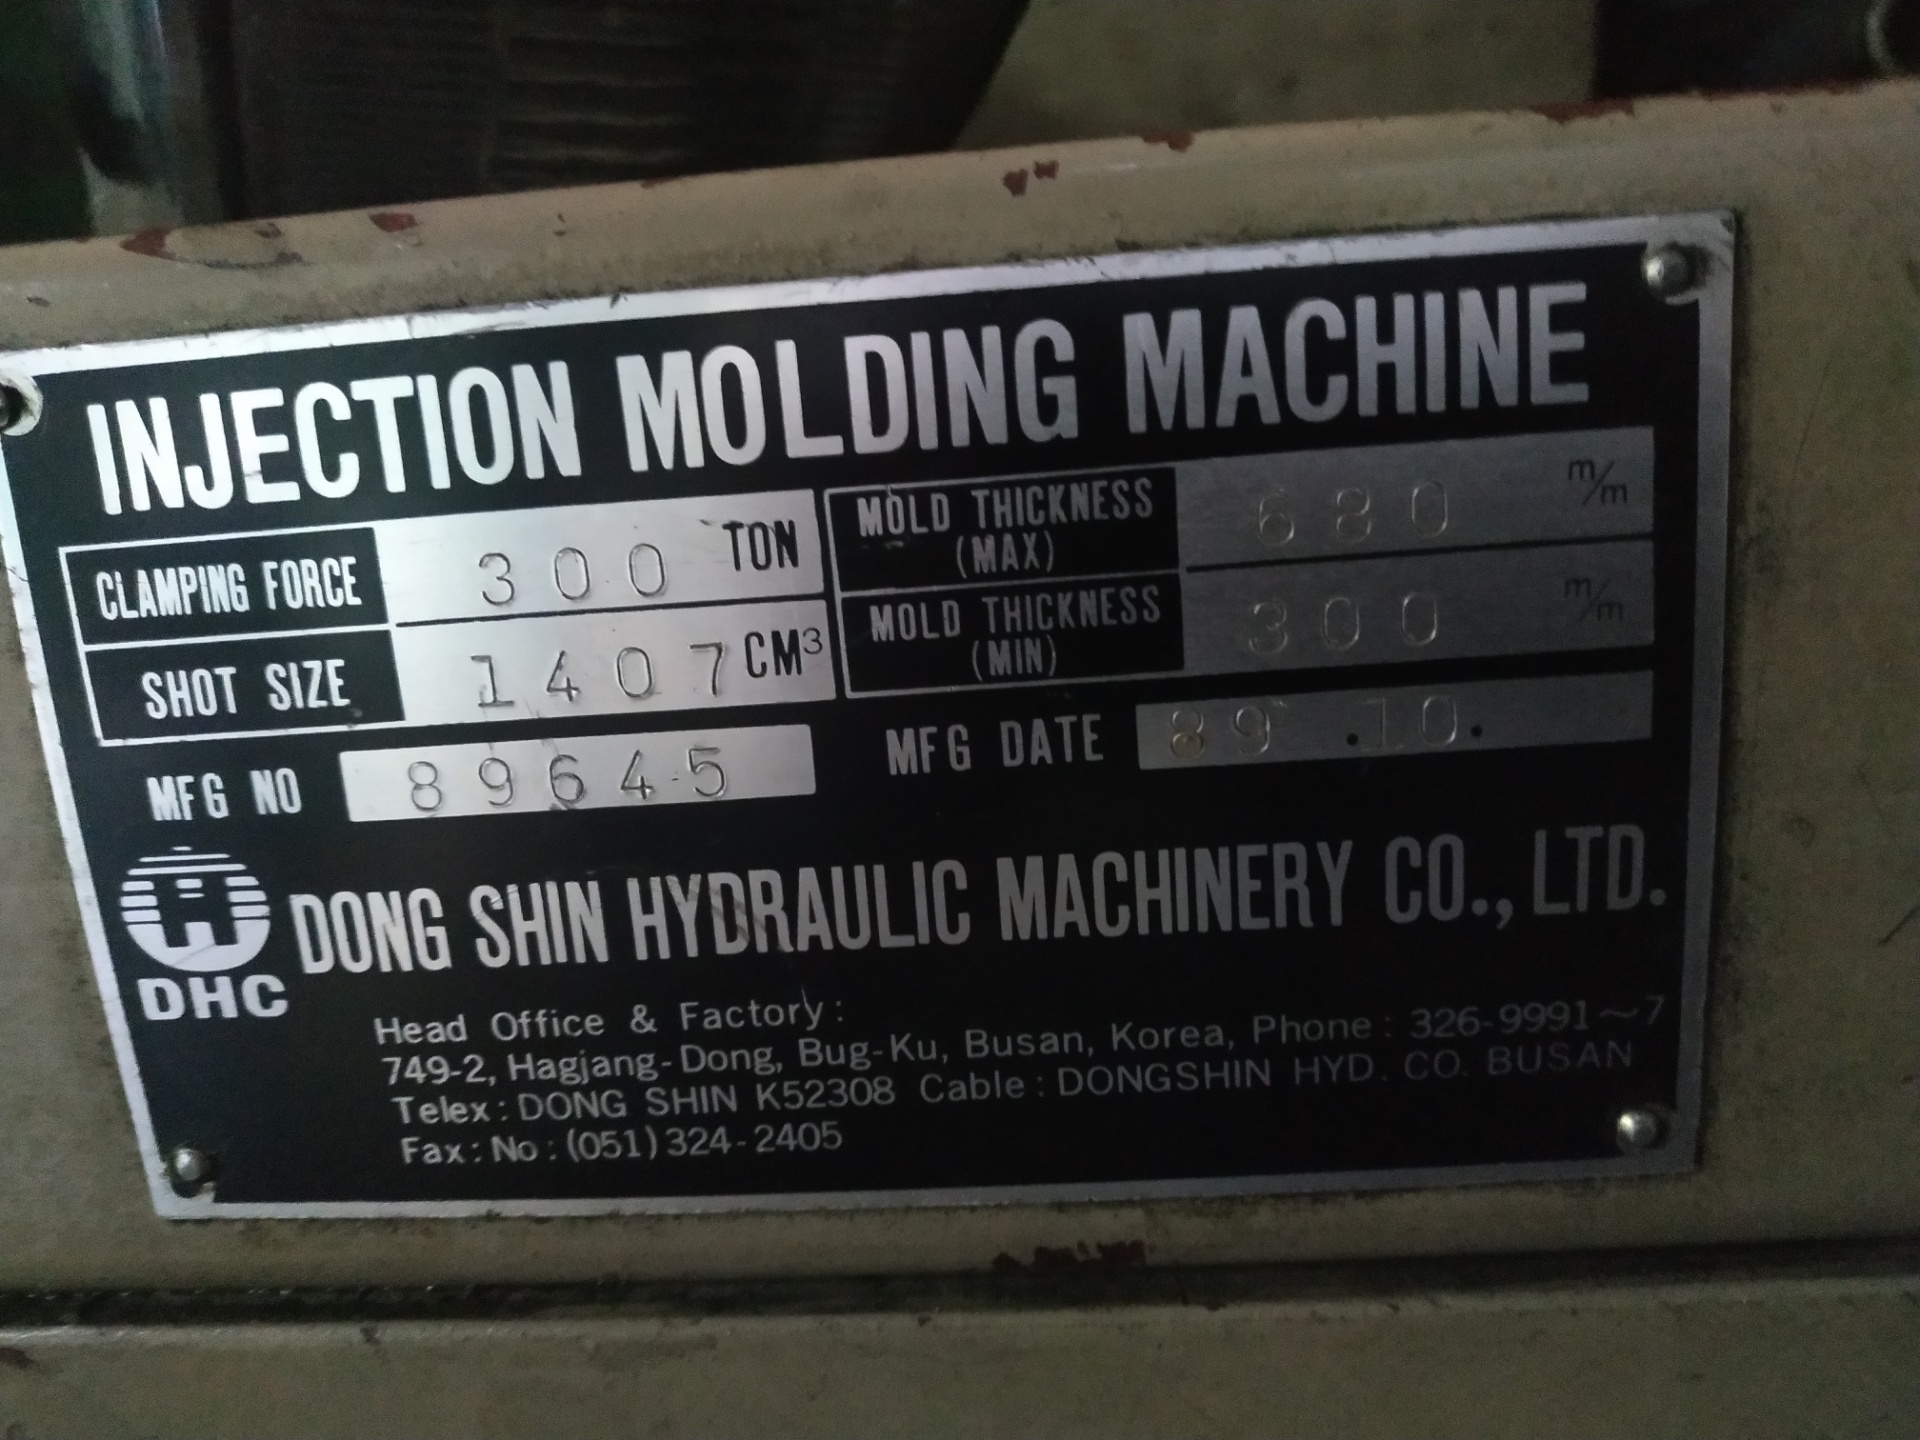 INJECTION MOLDING MACHINE
CLAMPING FORCE 300 TON
SHOT SIZE 1407 CM³
MOLD THICKNESS (MAX) 680 m/m
MOLD THICKNESS (MIN) 300 m/m
MFG NO 89645
MFG DATE 89 .10.
DHC
DONG SHIN HYDRAULIC MACHINERY CO., LTD.
Head Office & Factory:
749-2, Hagjang-Dong, Bug-Ku, Busan, Korea, Phone: 326-9991~7
Telex: DONG SHIN K52308 Cable: DONGSHIN HYD. CO. BUSAN
Fax: No: (051) 324-2405